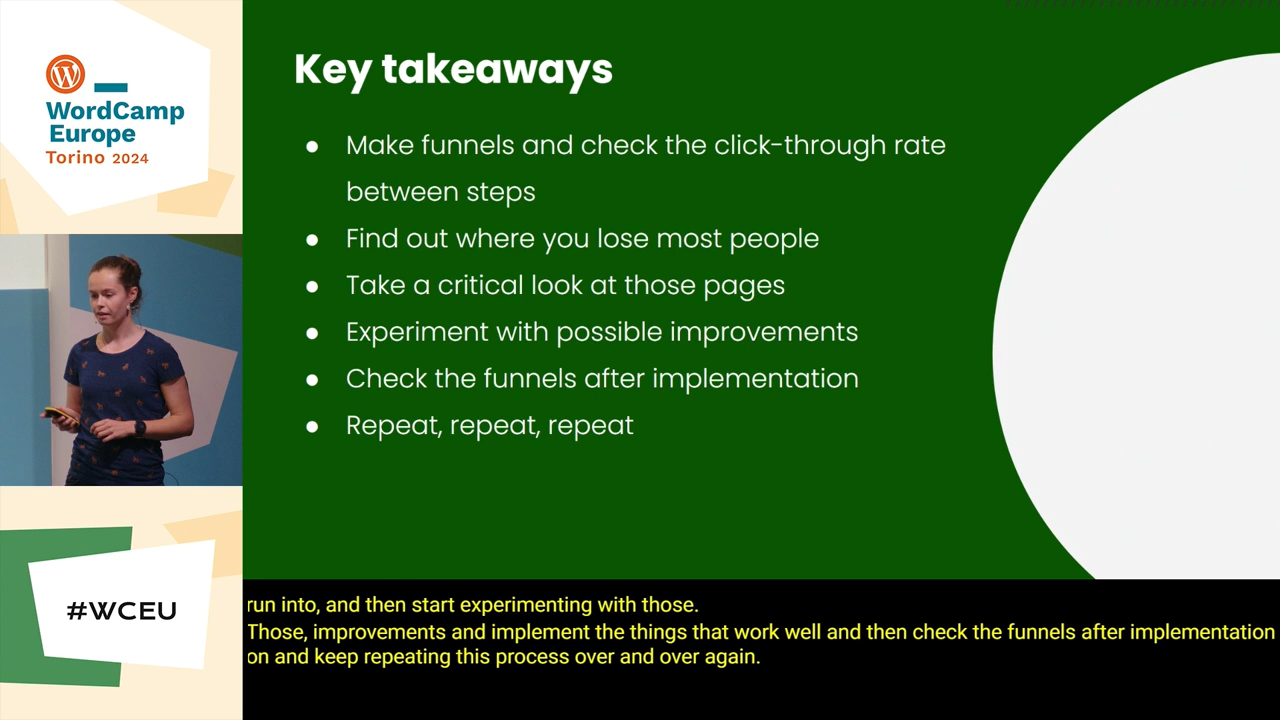 WordCamp
Europe
Torino 2024
#WCEU
Key takeaways
● Make funnels and check the click-through rate
between steps
● Find out where you lose most people
● Take a critical look at those pages
● Experiment with possible improvements
● Check the funnels after implementation
● Repeat, repeat, repeat
run into, and then start experimenting with those.
Those, improvements and implement the things that work well and then check the funnels after implementation
on and keep repeating this process over and over again.